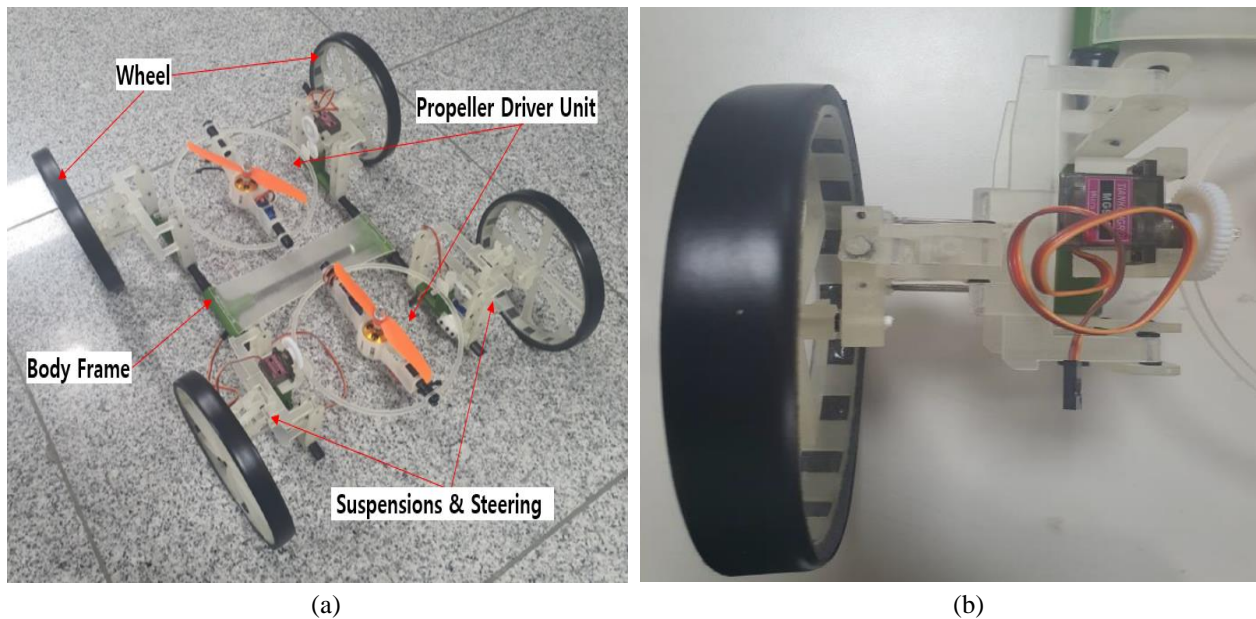 Wheel
Propeller Driver Unit
Body Frame
Suspensions & Steering
(a)
(b)